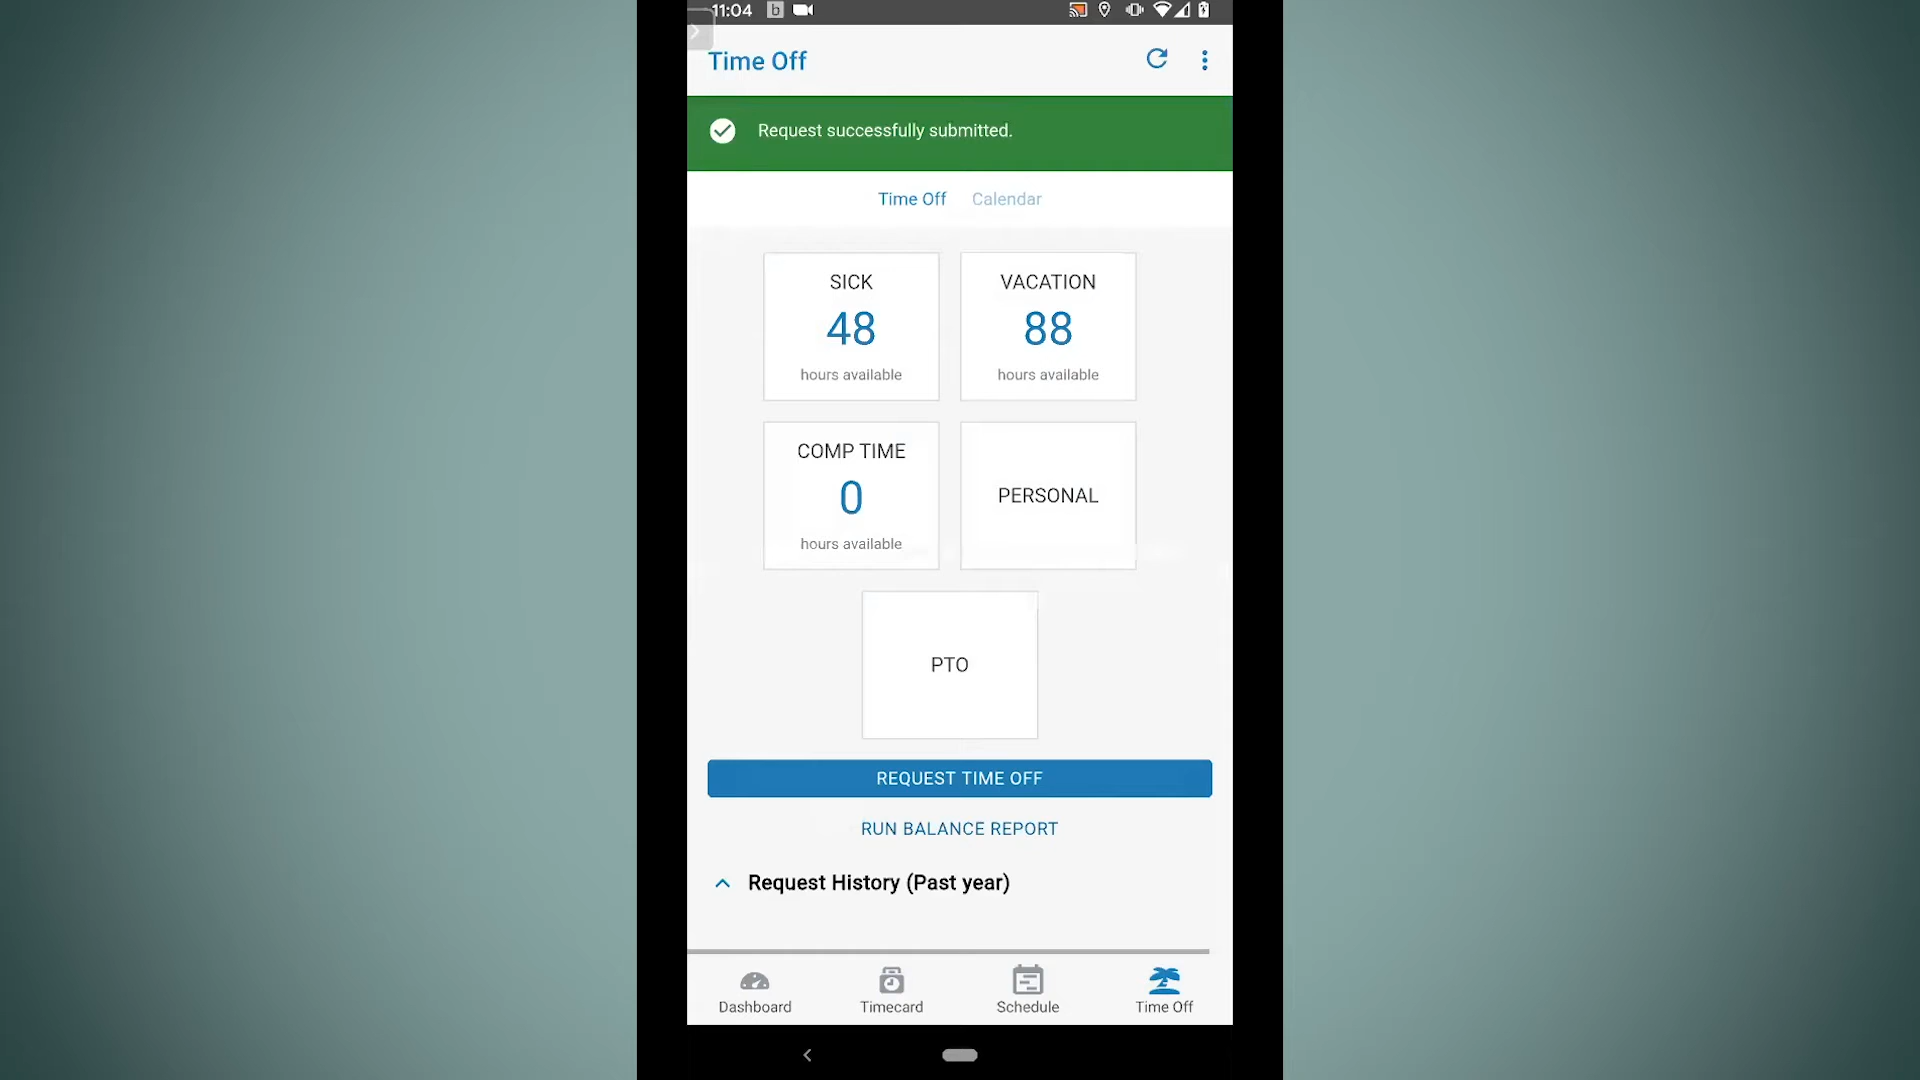 11:04
Time Off
Request successfully submitted.
Time Off Calendar
SICK
48
hours available
VACATION
88
hours available
COMP TIME
0
hours available
PERSONAL
PTO
REQUEST TIME OFF
RUN BALANCE REPORT
Request History (Past year)
Dashboard Timecard Schedule Time Off